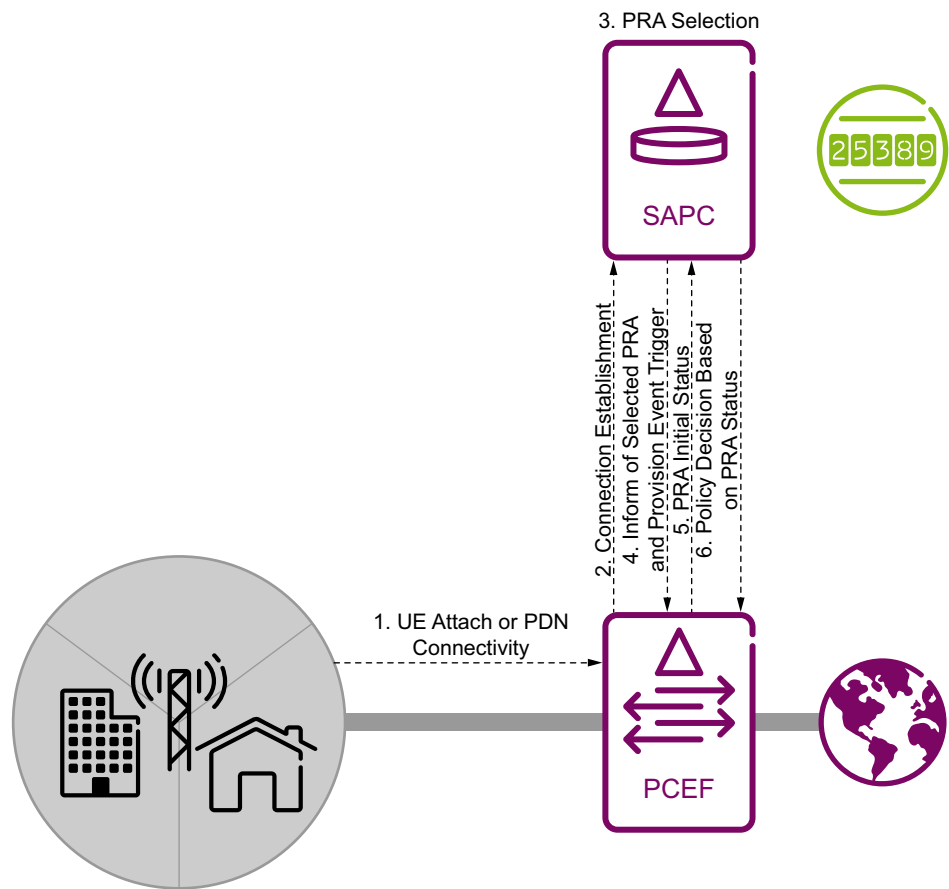 3. PRA Selection
25389
SAPC
2. Connection Establishment
4. Inform of Selected PRA
and Provision Event Trigger
5. PRA Initial Status
6. Policy Decision Based
on PRA Status
1. UE Attach or PDN
Connectivity
PCEF